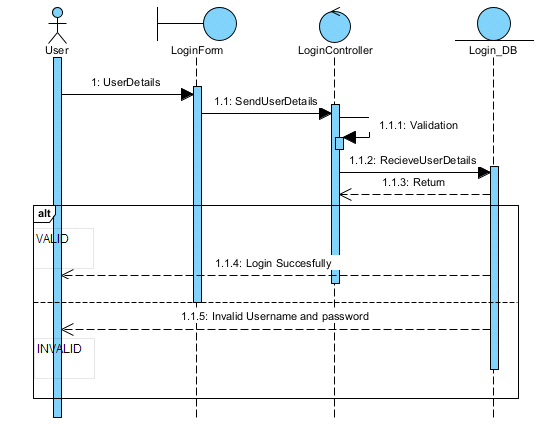 User
LoginForm
LoginController
Login_DB
1: UserDetails
1.1: SendUserDetails
1.1.1: Validation
1.1.2: RecieveUserDetails
1.1.3: Return
alt
VALID
1.1.4: Login Succesfully
1.1.5: Invalid Username and password
INVALID